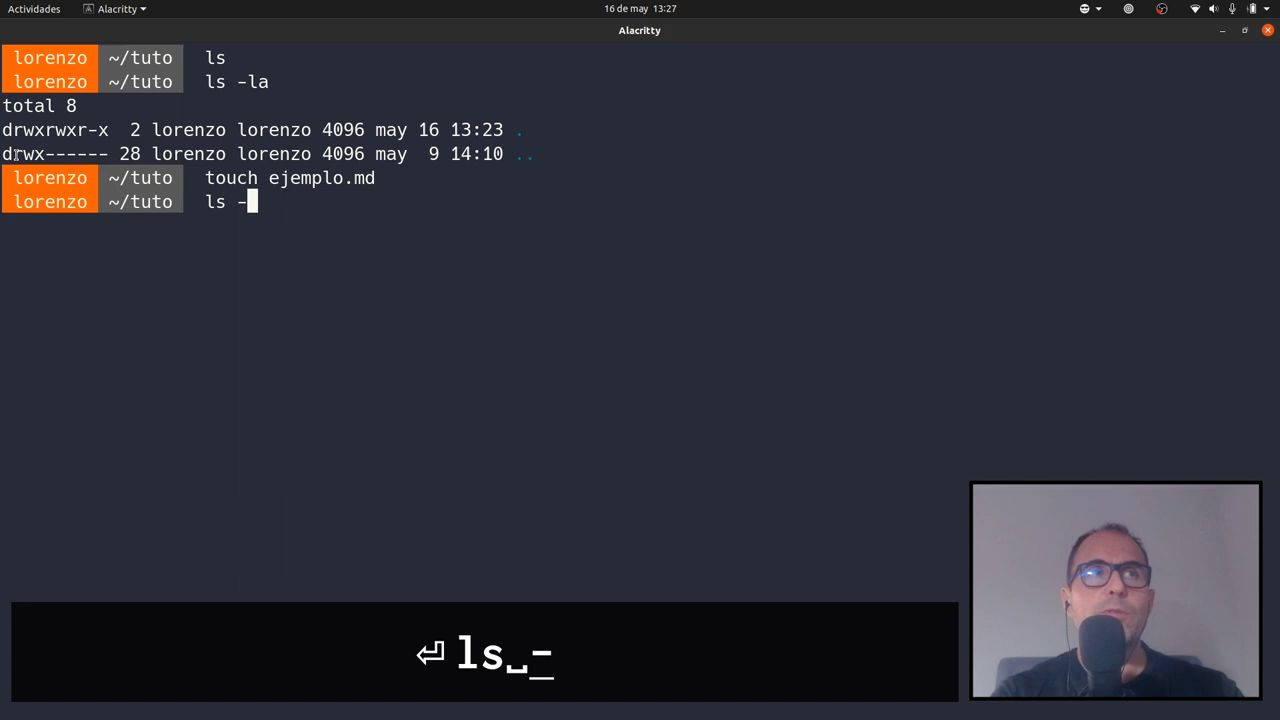 Actividades Alacritty 16 de may 13:27
Alacritty
lorenzo ~/tuto ls
lorenzo ~/tuto ls -la
total 8
drwxrwxr-x 2 lorenzo lorenzo 4096 may 16 13:23 .
drwx------ 28 lorenzo lorenzo 4096 may 9 14:10 ..
lorenzo ~/tuto touch ejemplo.md
lorenzo ~/tuto ls -
⏎ ls␣-